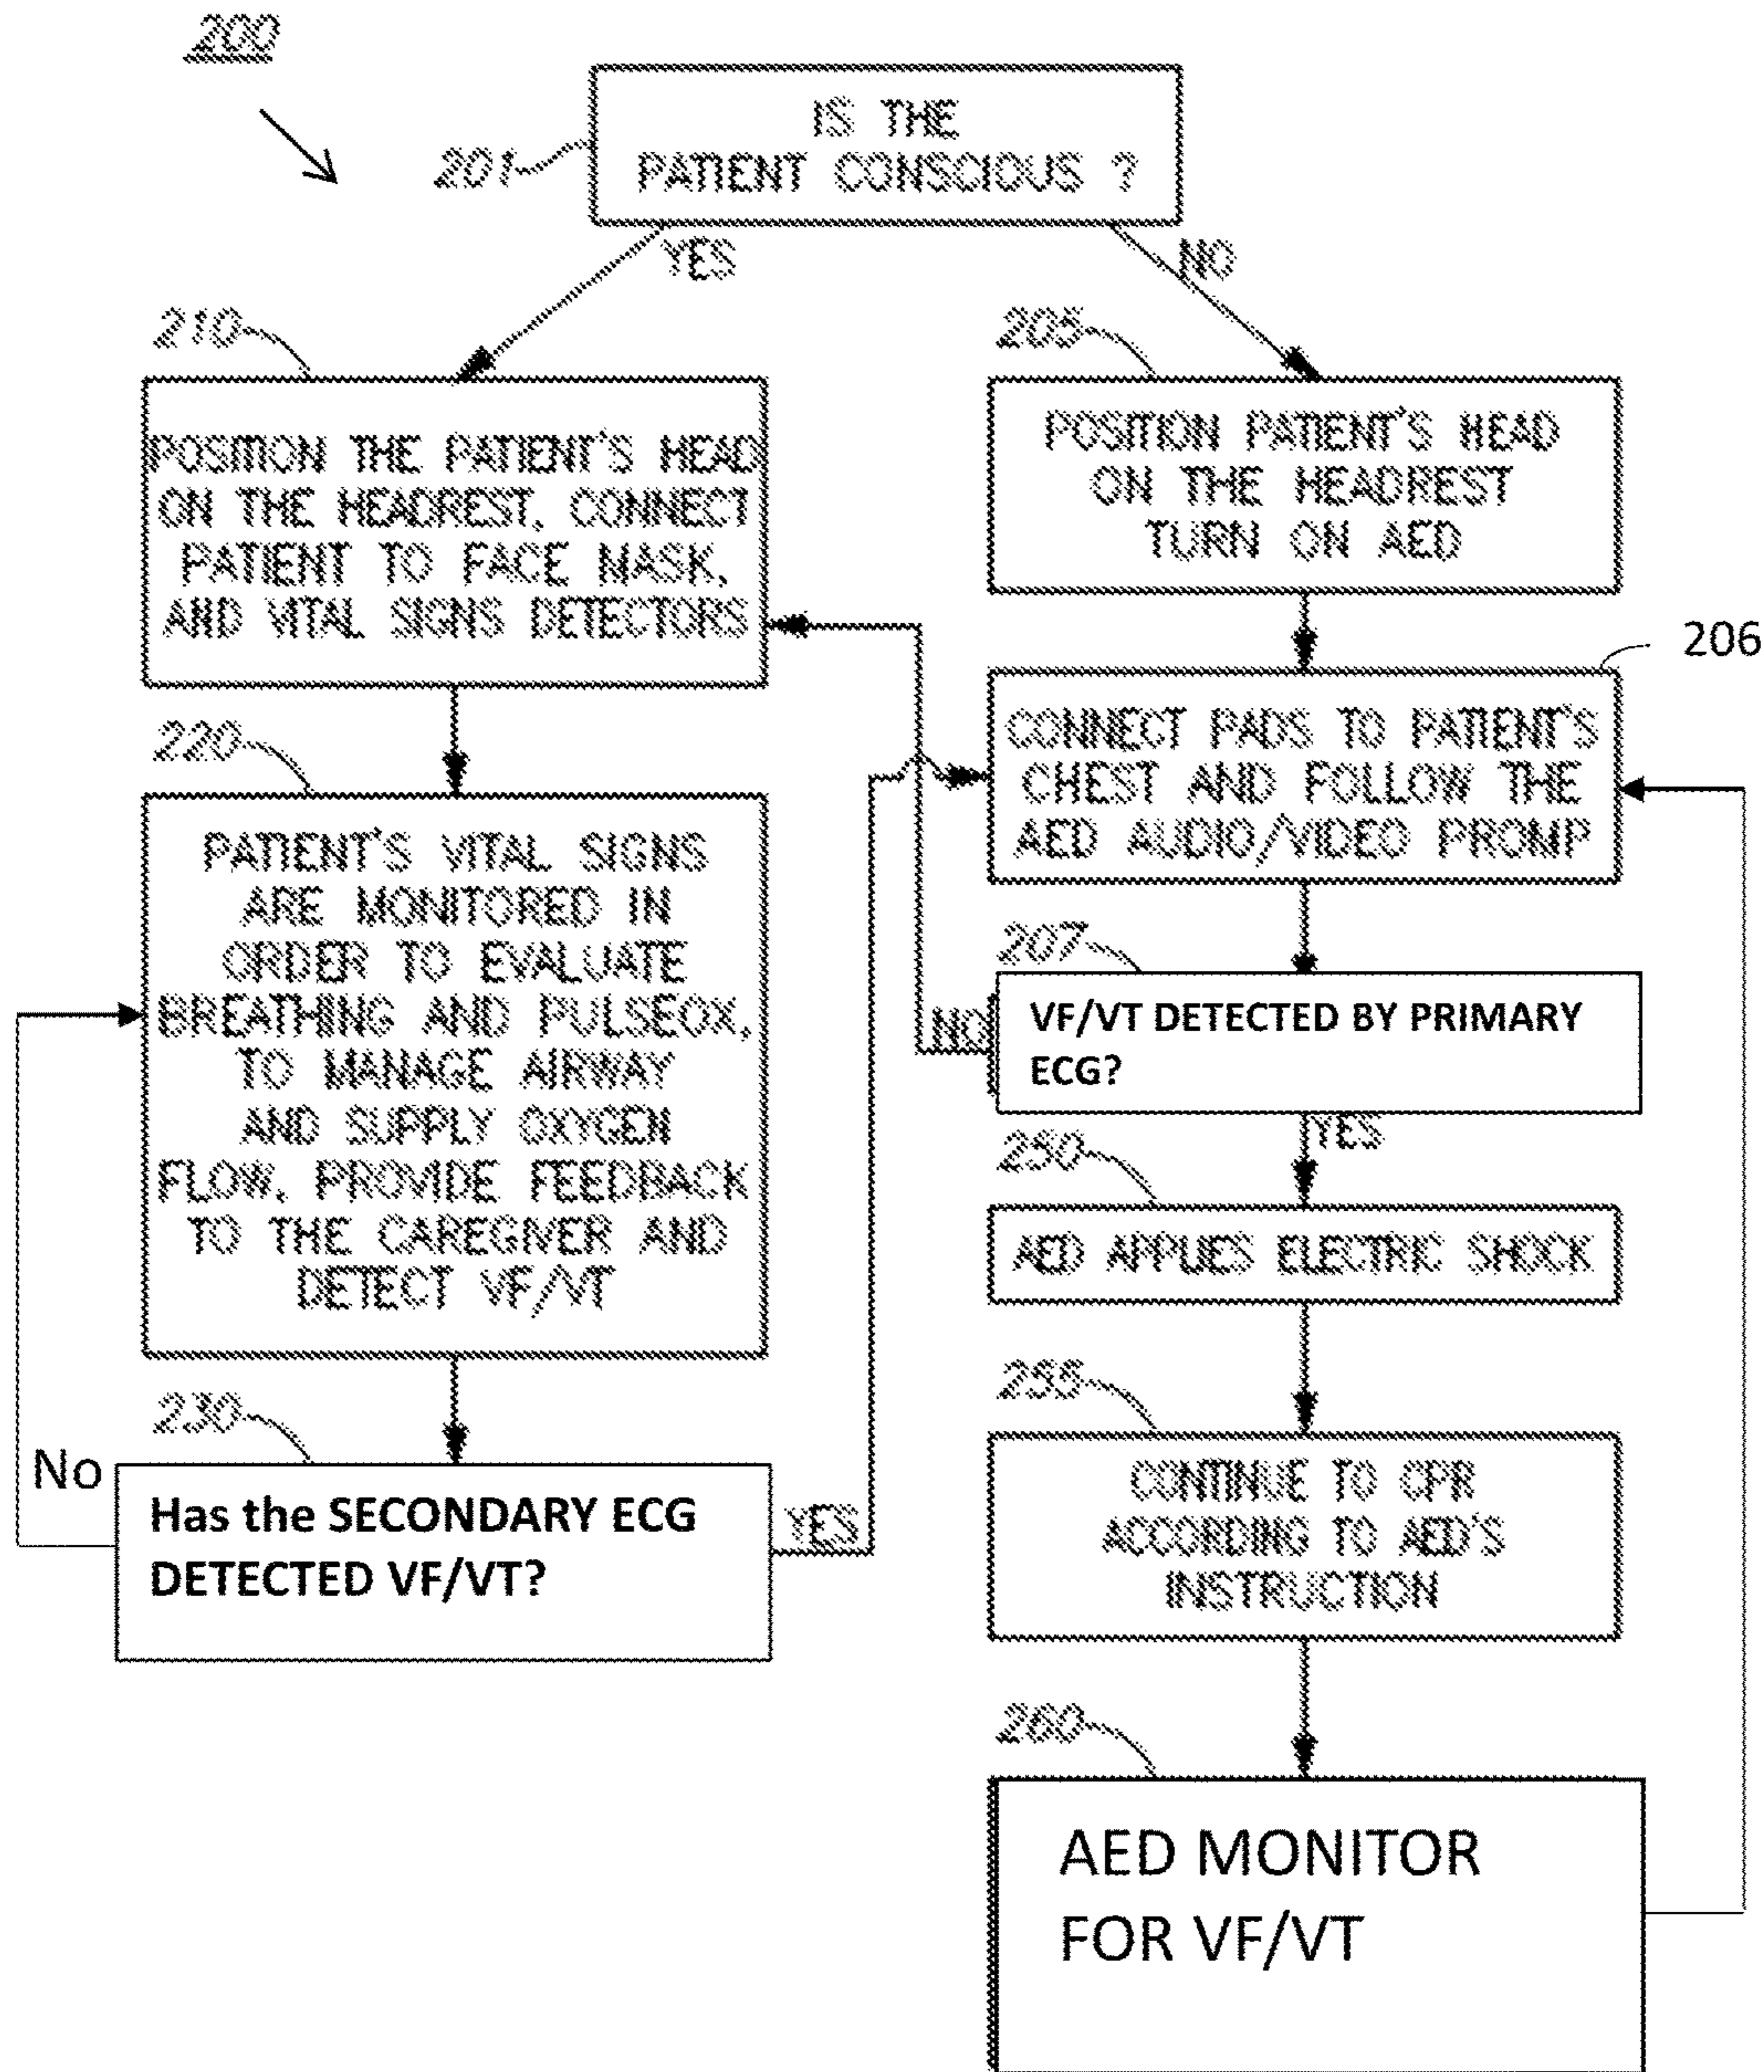 200
IS THE
PATIENT CONSCIOUS ?
201
YES
NO
210
205
POSITION THE PATIENT'S HEAD
ON THE HEADREST, CONNECT
PATIENT TO FACE MASK,
AND VITAL SIGNS DETECTORS
POSITION PATIENT'S HEAD
ON THE HEADREST
TURN ON AED
206
220
CONNECT PADS TO PATIENT'S
CHEST AND FOLLOW THE
AED AUDIO/VIDEO PROMP
PATIENT'S VITAL SIGNS
ARE MONITORED IN
ORDER TO EVALUATE
BREATHING AND PULSEOX,
TO MANAGE AIRWAY
AND SUPPLY OXYGEN
FLOW, PROVIDE FEEDBACK
TO THE CAREGIVER AND
DETECT VF/VT
207
NO
VF/VT DETECTED BY PRIMARY
ECG?
YES
250
AED APPLIES ELECTRIC SHOCK
230
No
Has the SECONDARY ECG
DETECTED VF/VT?
YES
255
CONTINUE TO CPR
ACCORDING TO AED'S
INSTRUCTION
260
AED MONITOR
FOR VF/VT